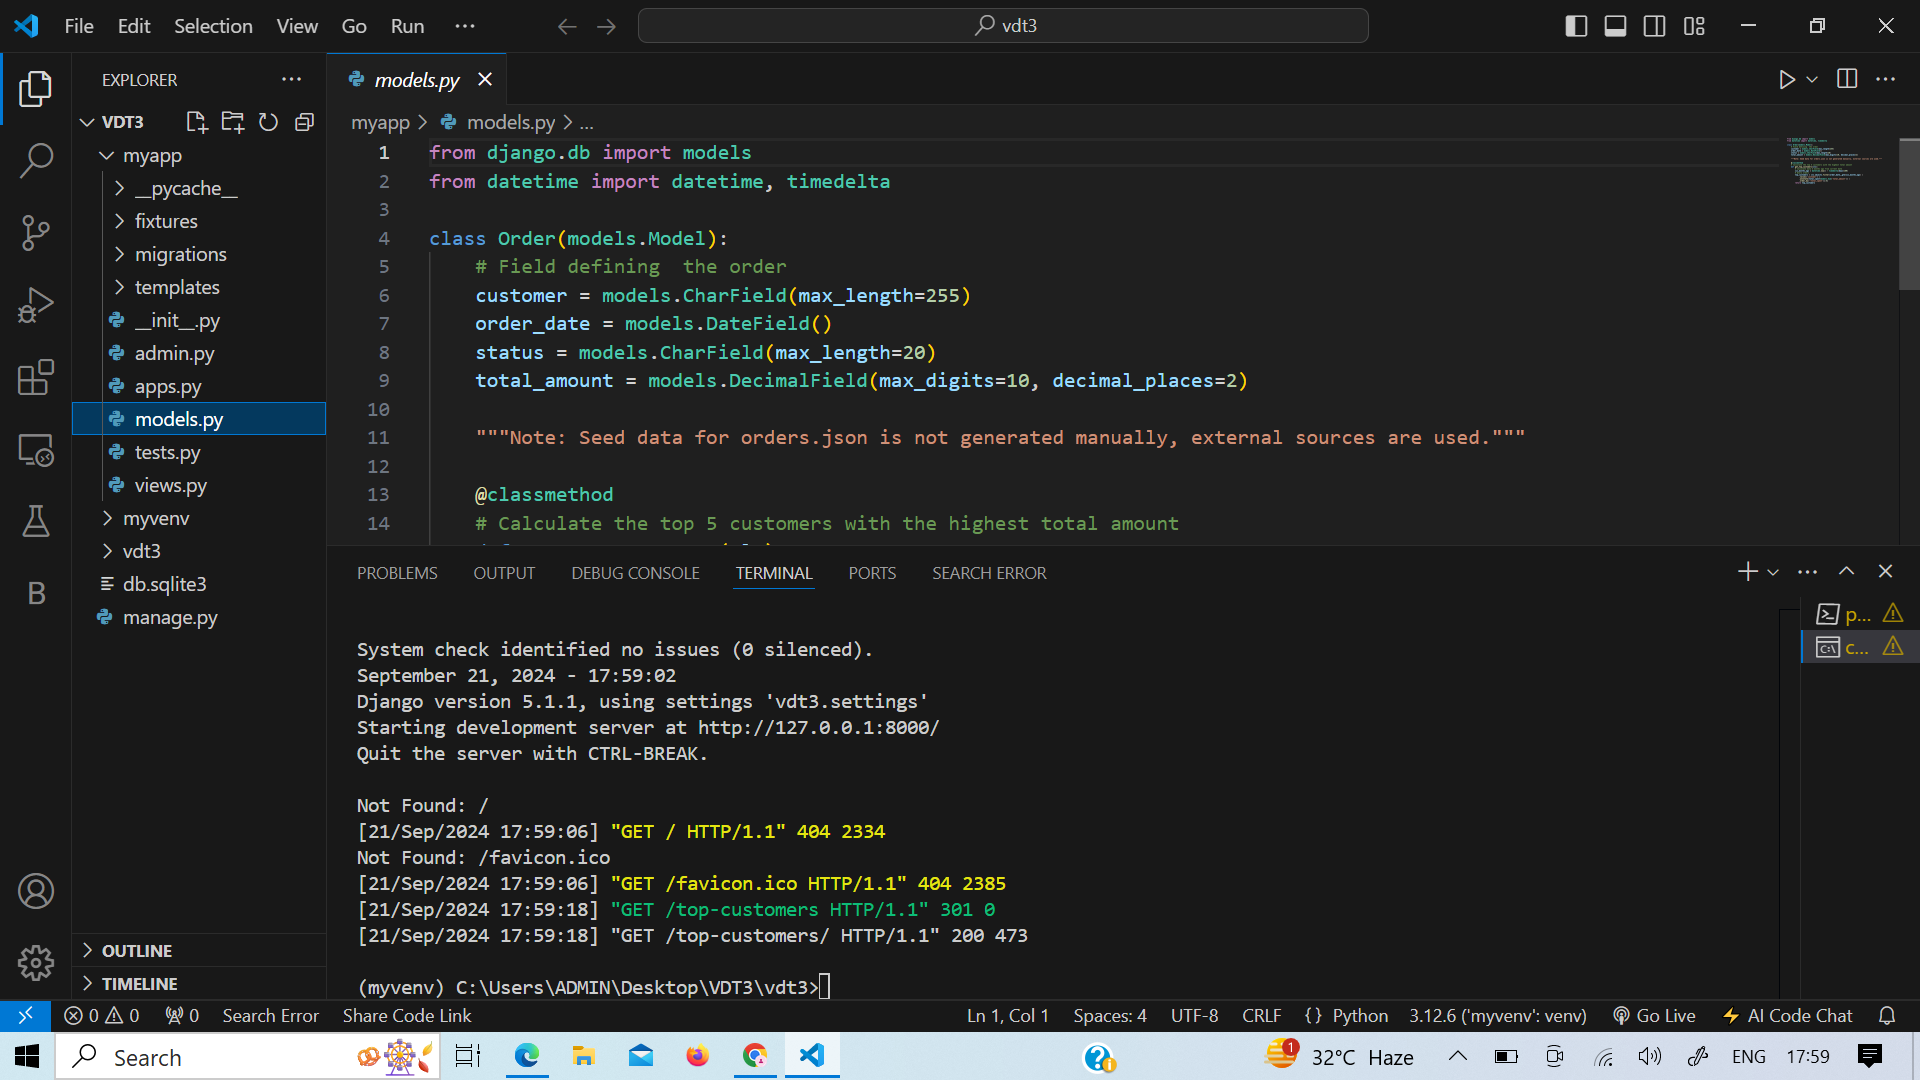 File Edit Selection View Go Run ··· vdt3
EXPLORER ···
VDT3
myapp
__pycache__
fixtures
migrations
templates
__init__.py
admin.py
apps.py
models.py
tests.py
views.py
myvenv
vdt3
db.sqlite3
manage.py
OUTLINE
TIMELINE
models.py
myapp > models.py > ...
1 from django.db import models
2 from datetime import datetime, timedelta
3
4 class Order(models.Model):
5 # Field defining  the order
6 customer = models.CharField(max_length=255)
7 order_date = models.DateField()
8 status = models.CharField(max_length=20)
9 total_amount = models.DecimalField(max_digits=10, decimal_places=2)
10
11 """Note: Seed data for orders.json is not generated manually, external sources are used."""
12
13 @classmethod
14 # Calculate the top 5 customers with the highest total amount
PROBLEMS OUTPUT DEBUG CONSOLE TERMINAL PORTS SEARCH ERROR
p...
c...
System check identified no issues (0 silenced).
September 21, 2024 - 17:59:02
Django version 5.1.1, using settings 'vdt3.settings'
Starting development server at http://127.0.0.1:8000/
Quit the server with CTRL-BREAK.
Not Found: /
[21/Sep/2024 17:59:06] "GET / HTTP/1.1" 404 2334
Not Found: /favicon.ico
[21/Sep/2024 17:59:06] "GET /favicon.ico HTTP/1.1" 404 2385
[21/Sep/2024 17:59:18] "GET /top-customers HTTP/1.1" 301 0
[21/Sep/2024 17:59:18] "GET /top-customers/ HTTP/1.1" 200 473
(myvenv) C:\Users\ADMIN\Desktop\VDT3\vdt3>
0 0 0 Search Error Share Code Link Ln 1, Col 1 Spaces: 4 UTF-8 CRLF {} Python 3.12.6 ('myvenv': venv) Go Live AI Code Chat
Search 1 32°C Haze ENG 17:59